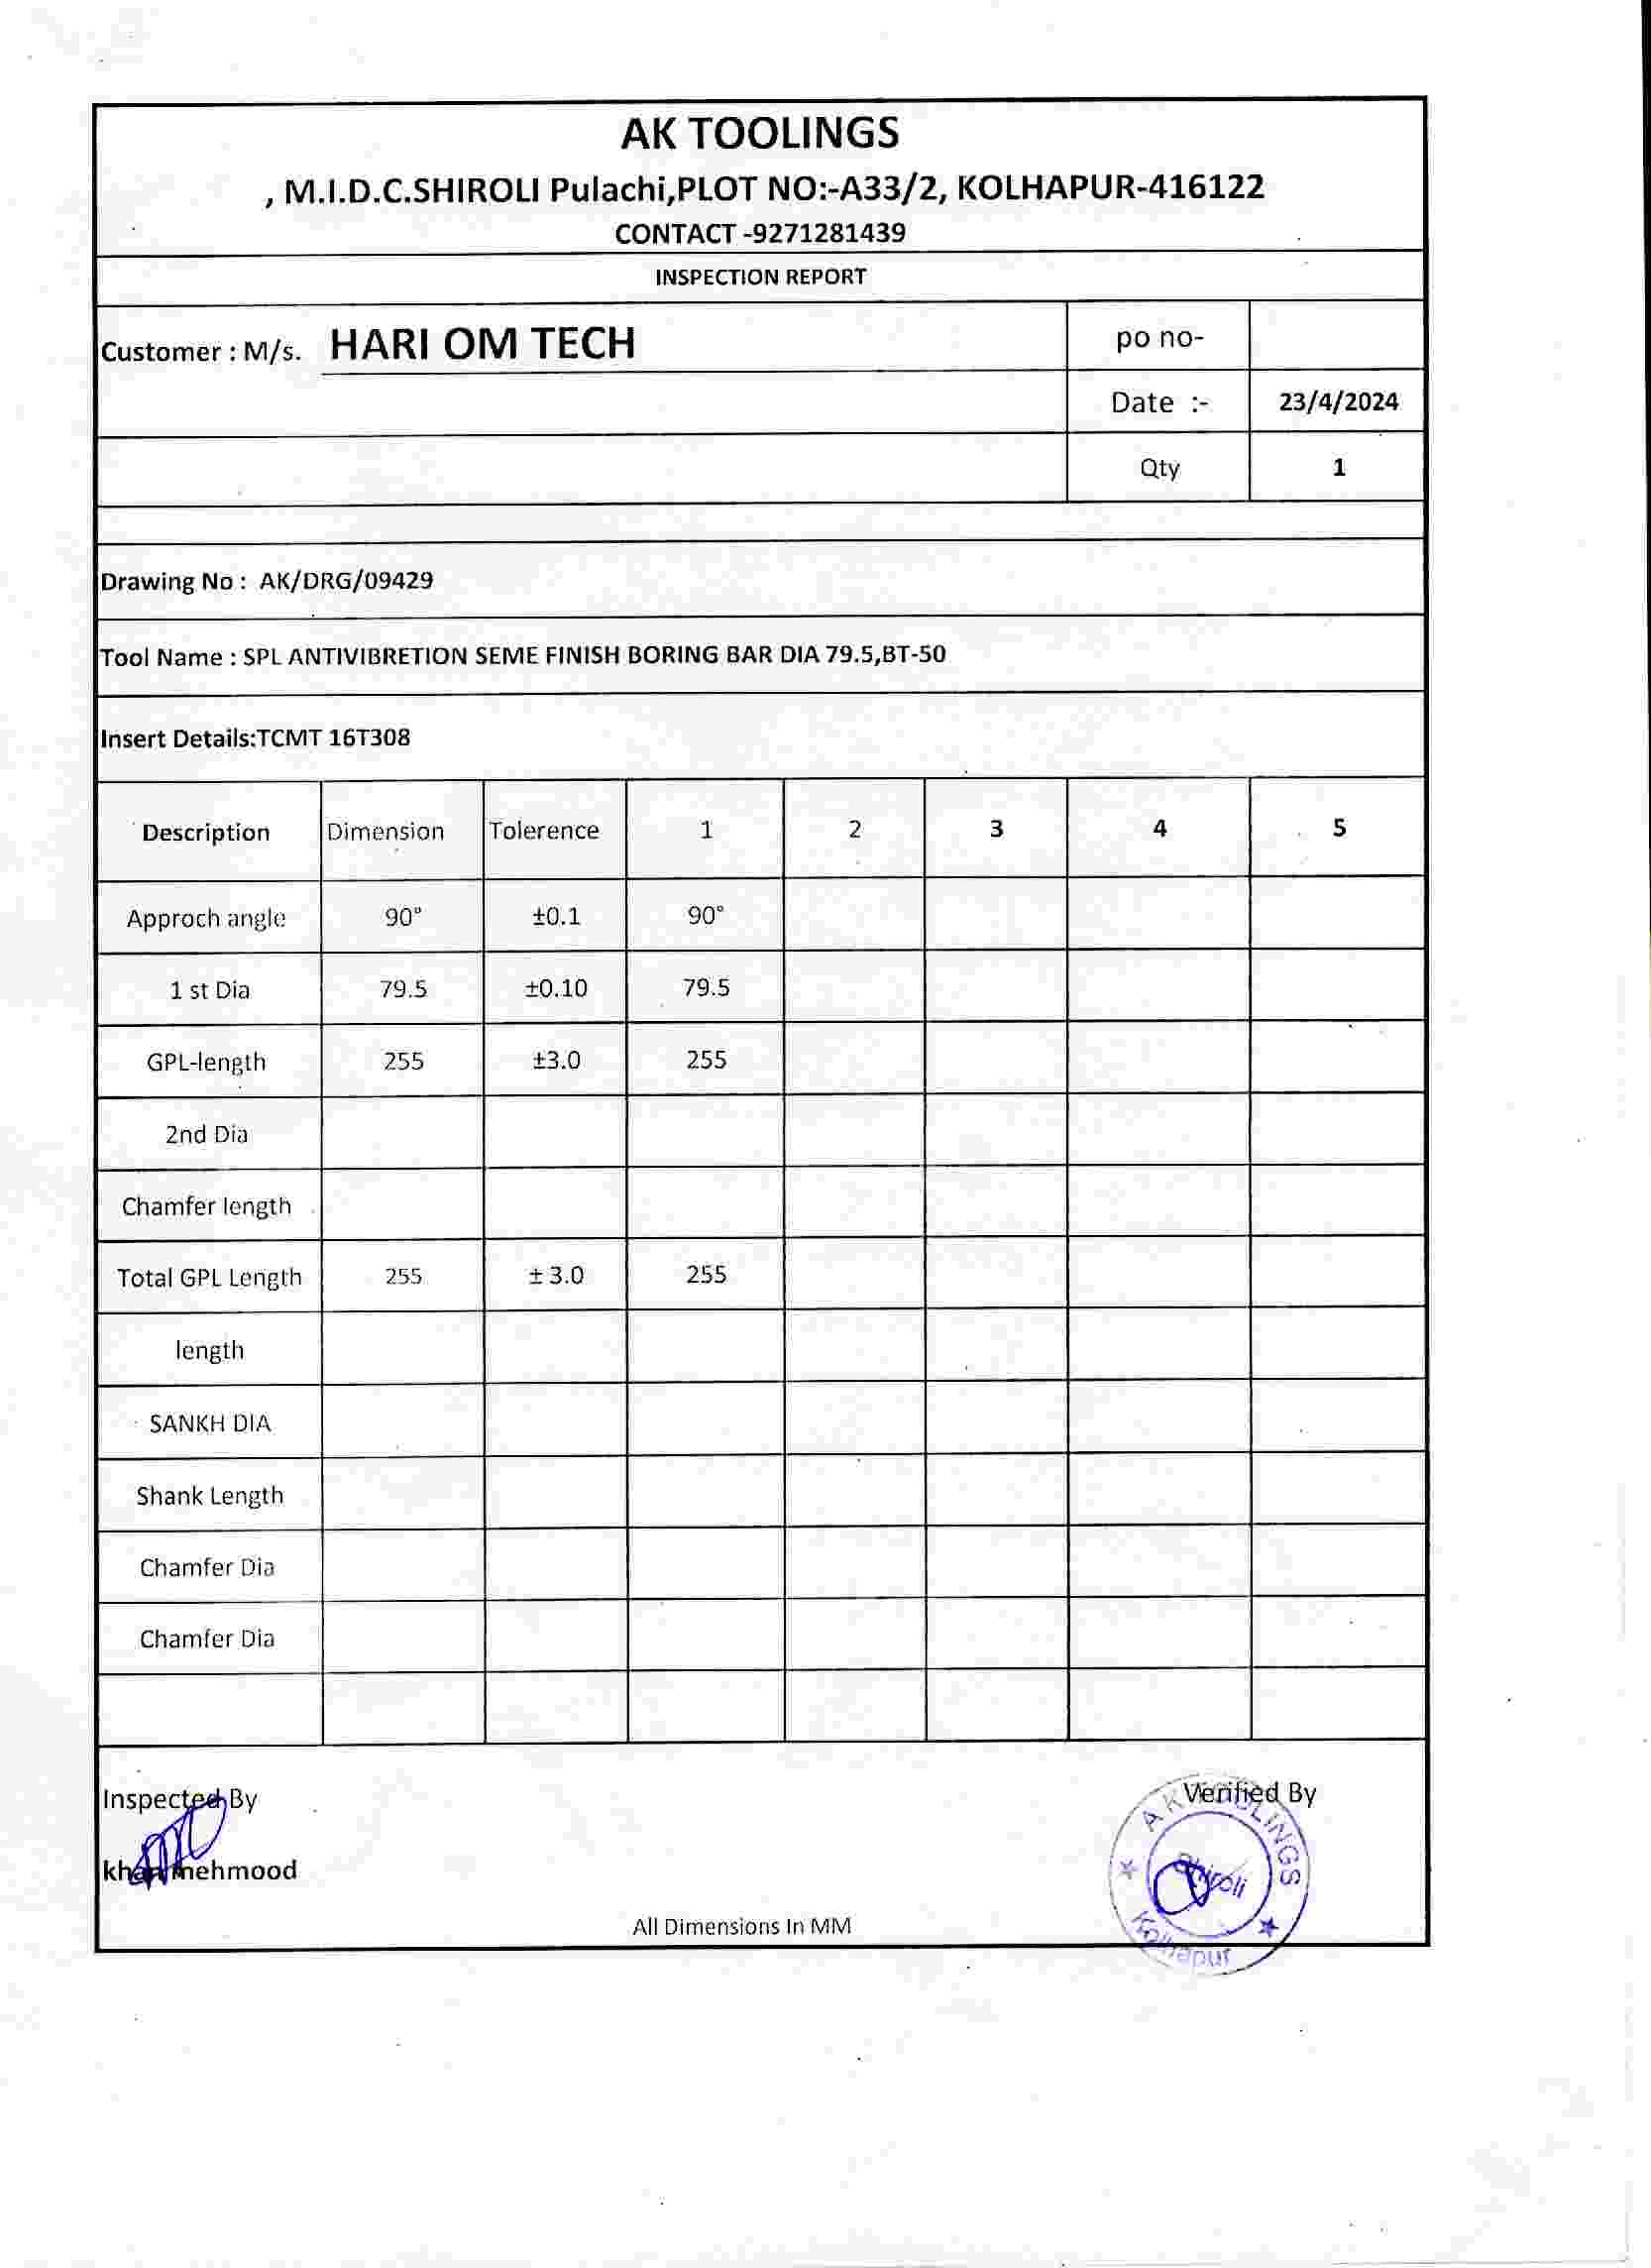 AK TOOLINGS
, M.I.D.C.SHIROLI Pulachi,PLOT NO:-A33/2, KOLHAPUR-416122
CONTACT -9271281439
INSPECTION REPORT
Customer : M/s. HARI OM TECH po no-
Date :- 23/4/2024
Qty 1
Drawing No : AK/DRG/09429
Tool Name : SPL ANTIVIBRETION SEME FINISH BORING BAR DIA 79.5,BT-50
Insert Details:TCMT 16T308
Description Dimension Tolerence 1 2 3 4 5
Approch angle 90° ±0.1 90°
1 st Dia 79.5 ±0.10 79.5
GPL-length 255 ±3.0 255
2nd Dia
Chamfer length
Total GPL Length 255 ± 3.0 255
length
SANKH DIA
Shank Length
Chamfer Dia
Chamfer Dia
Inspected By Verified By
khan mehmood
AK TOOLINGS
Shiroli
Kolhapur
All Dimensions In MM